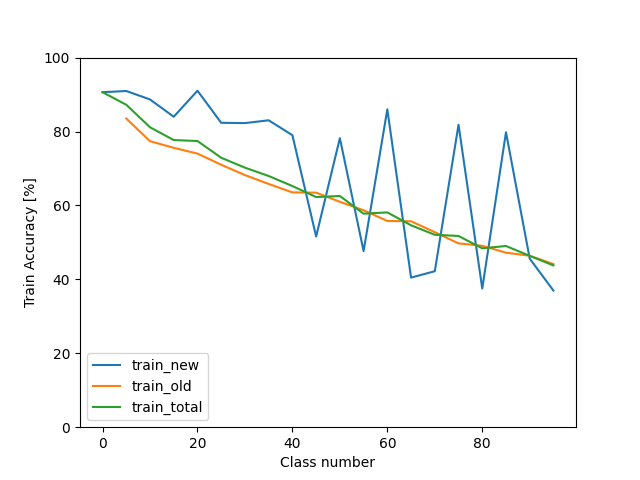 100
80
60
40
20
0
Train Accuracy [%]
train_new
train_old
train_total
0 20 40 60 80
Class number